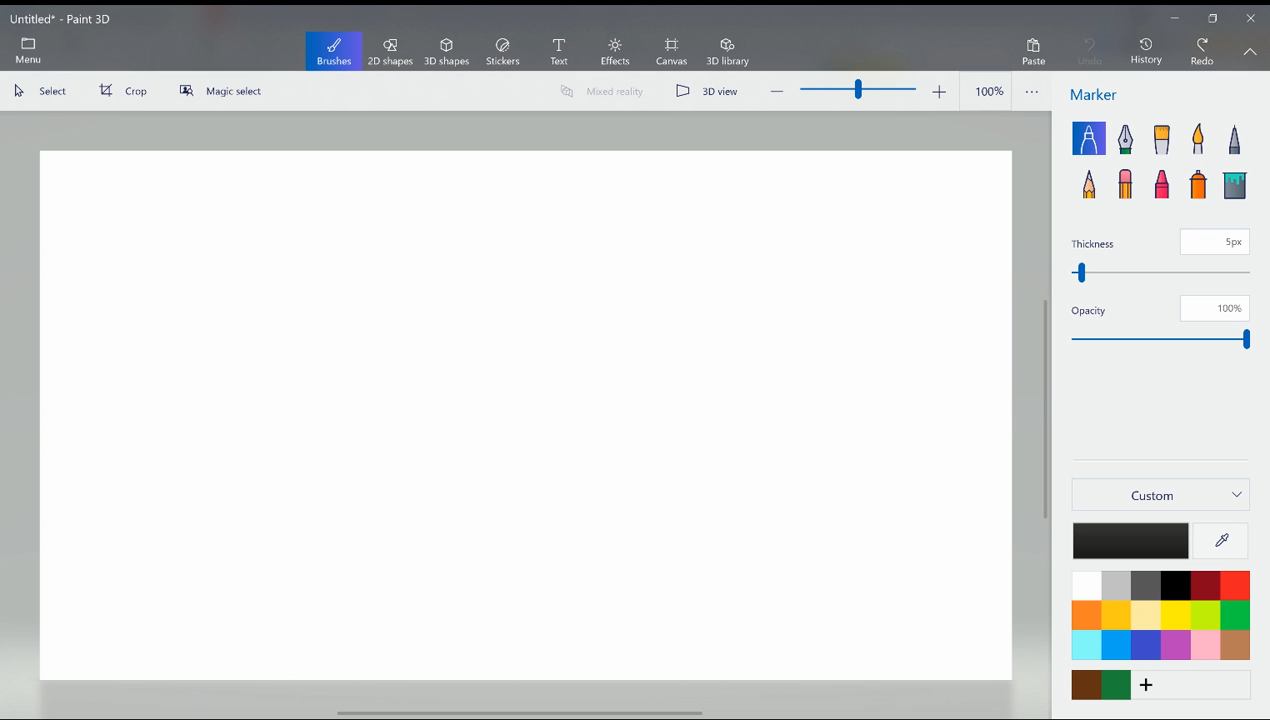 Untitled* - Paint 3D
Menu
Brushes
2D shapes
3D shapes
Stickers
Text
Effects
Canvas
3D library
Paste
Undo
History
Redo
Select
Crop
Magic select
Mixed reality
3D view
100%
Marker
Thickness
5px
Opacity
100%
Custom